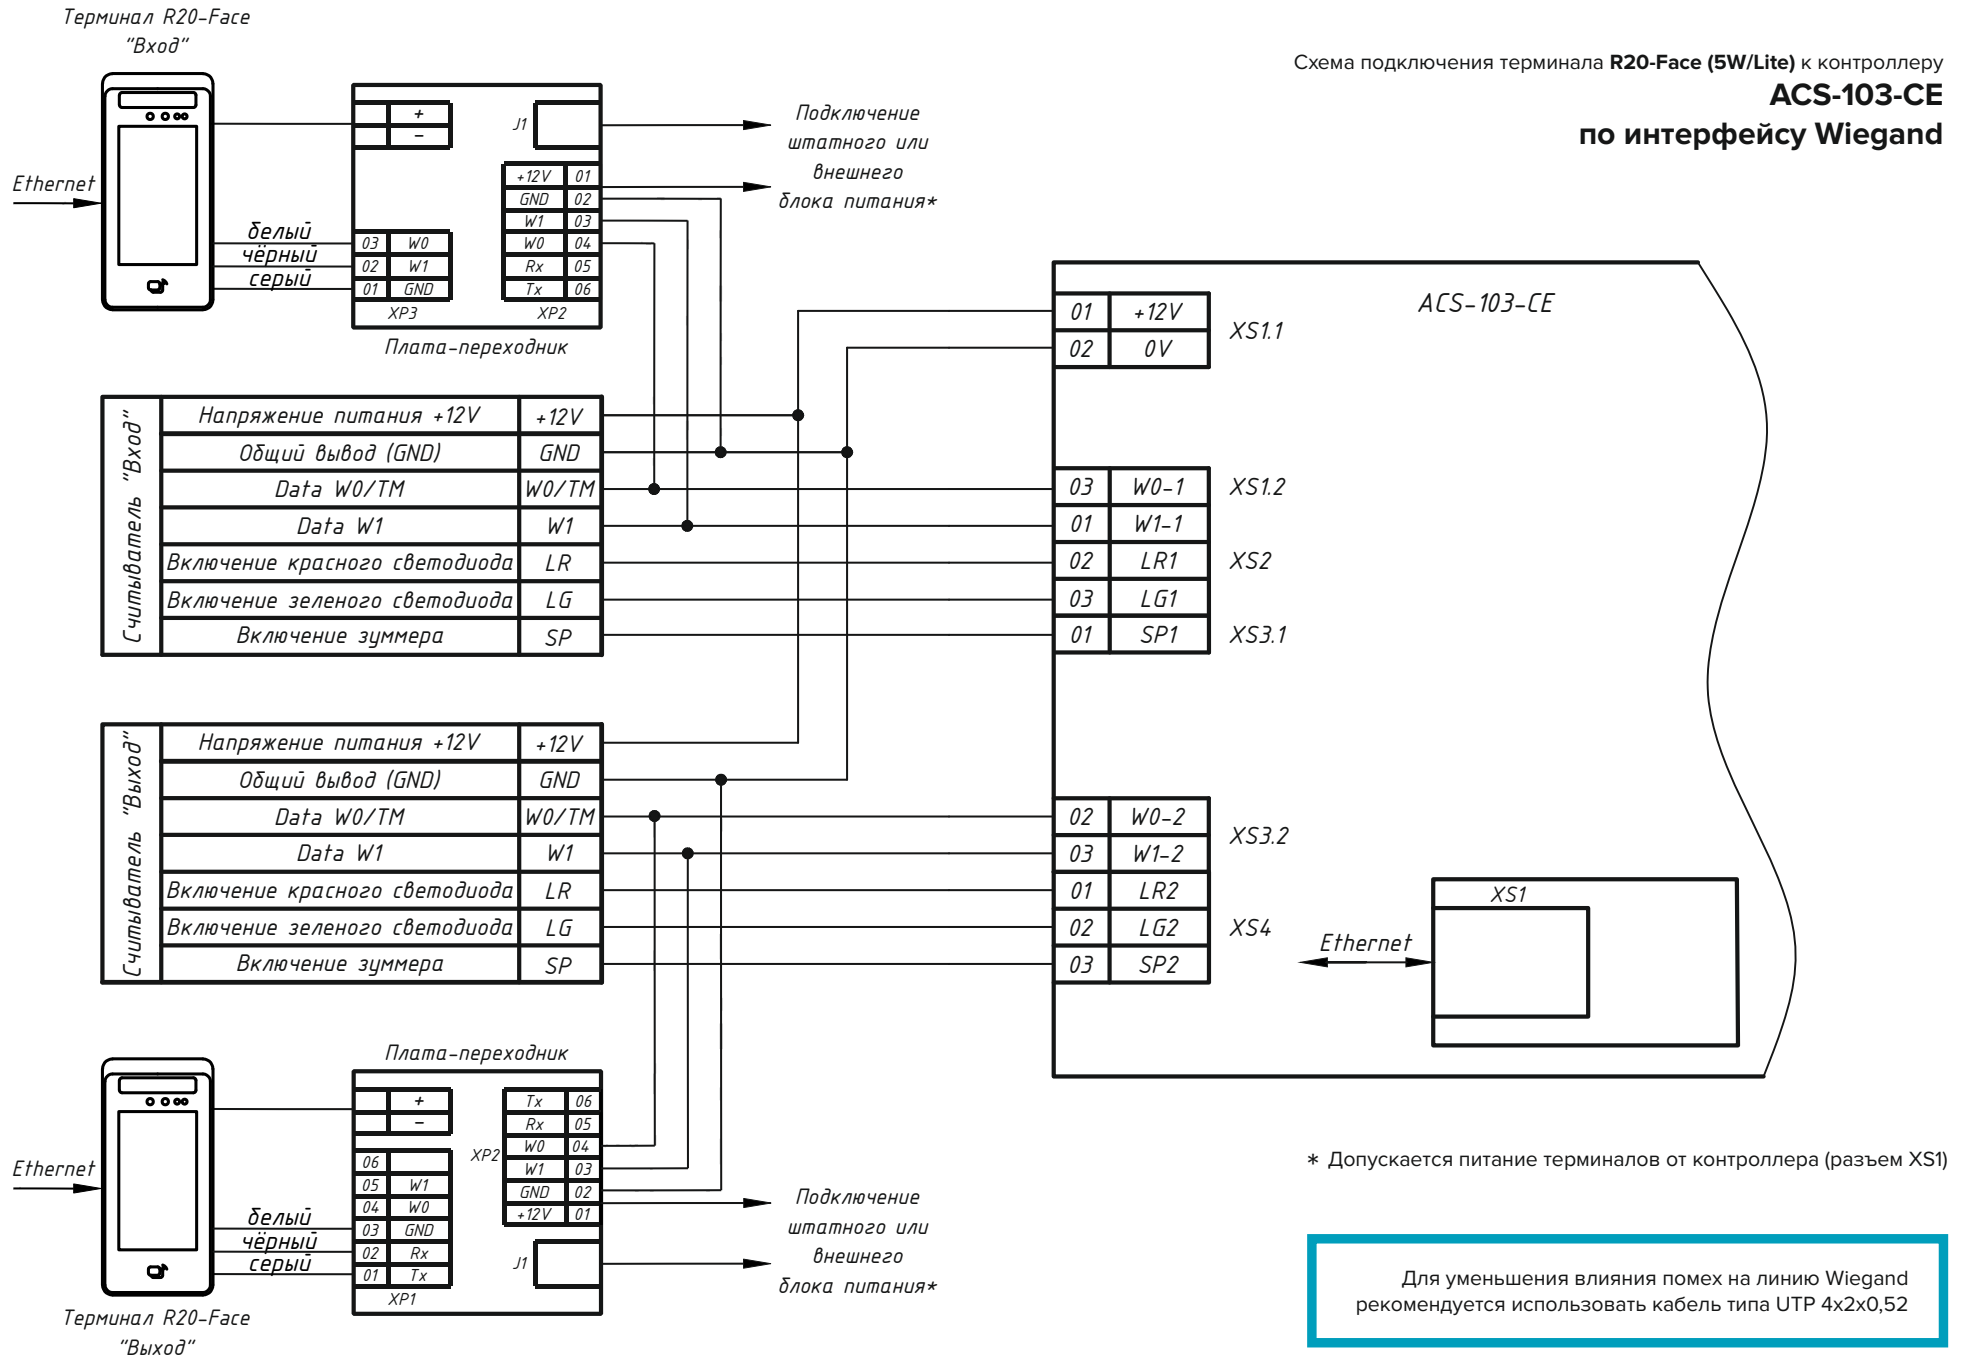 Терминал R20-Face
"Вход"
Схема подключения терминала R20-Face (5W/Lite) к контроллеру
ACS-103-CE
по интерфейсу Wiegand
Ethernet
+
−
J1
Подключение
штатного или
внешнего
блока питания*
+12V 01
GND 02
W1 03
W0 04
Rx 05
Tx 06
XP2
белый
чёрный
серый
03 W0
02 W1
01 GND
XP3
Плата-переходник
Считыватель "Вход"
Напряжение питания +12V +12V
Общий вывод (GND) GND
Data W0/TM W0/TM
Data W1 W1
Включение красного светодиода LR
Включение зеленого светодиода LG
Включение зуммера SP
ACS-103-CE
01 +12V
02 0V
XS1.1
03 W0-1
01 W1-1
XS1.2
02 LR1
03 LG1
XS2
01 SP1
XS3.1
Считыватель "Выход"
Напряжение питания +12V +12V
Общий вывод (GND) GND
Data W0/TM W0/TM
Data W1 W1
Включение красного светодиода LR
Включение зеленого светодиода LG
Включение зуммера SP
02 W0-2
03 W1-2
XS3.2
01 LR2
02 LG2
03 SP2
XS4
Ethernet
XS1
Плата-переходник
+
−
Tx 06
Rx 05
W0 04
W1 03
GND 02
+12V 01
XP2
J1
Ethernet
белый
чёрный
серый
06
05 W1
04 W0
03 GND
02 Rx
01 Tx
XP1
Подключение
штатного или
внешнего
блока питания*
Терминал R20-Face
"Выход"
* Допускается питание терминалов от контроллера (разъем XS1)
Для уменьшения влияния помех на линию Wiegand
рекомендуется использовать кабель типа UTP 4x2x0,52